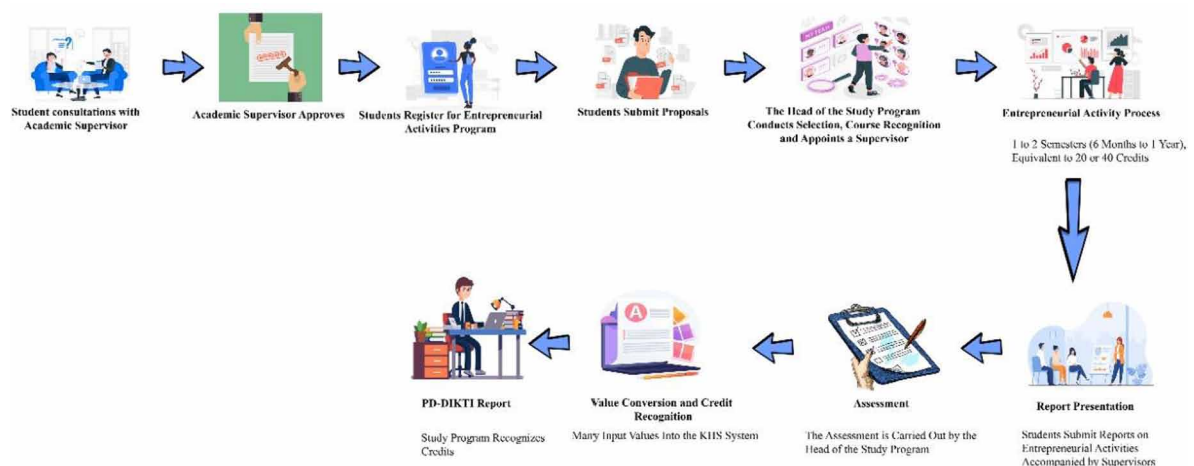 Student consultations with
Academic Supervisor
Academic Supervisor Approves
Students Register for Entrepreneurial
Activities Program
Students Submit Proposals
The Head of the Study Program
Conducts Selection, Course Recognition
and Appoints a Supervisor
Entrepreneurial Activity Process
1 to 2 Semesters (6 Months to 1 Year),
Equivalent to 20 or 40 Credits
PD-DIKTI Report
Study Program Recognizes
Credits
Value Conversion and Credit
Recognition
Many Input Values Into the KHS System
Assessment
The Assessment is Carried Out by the
Head of the Study Program
Report Presentation
Students Submit Reports on
Entrepreneurial Activities
Accompanied by Supervisors